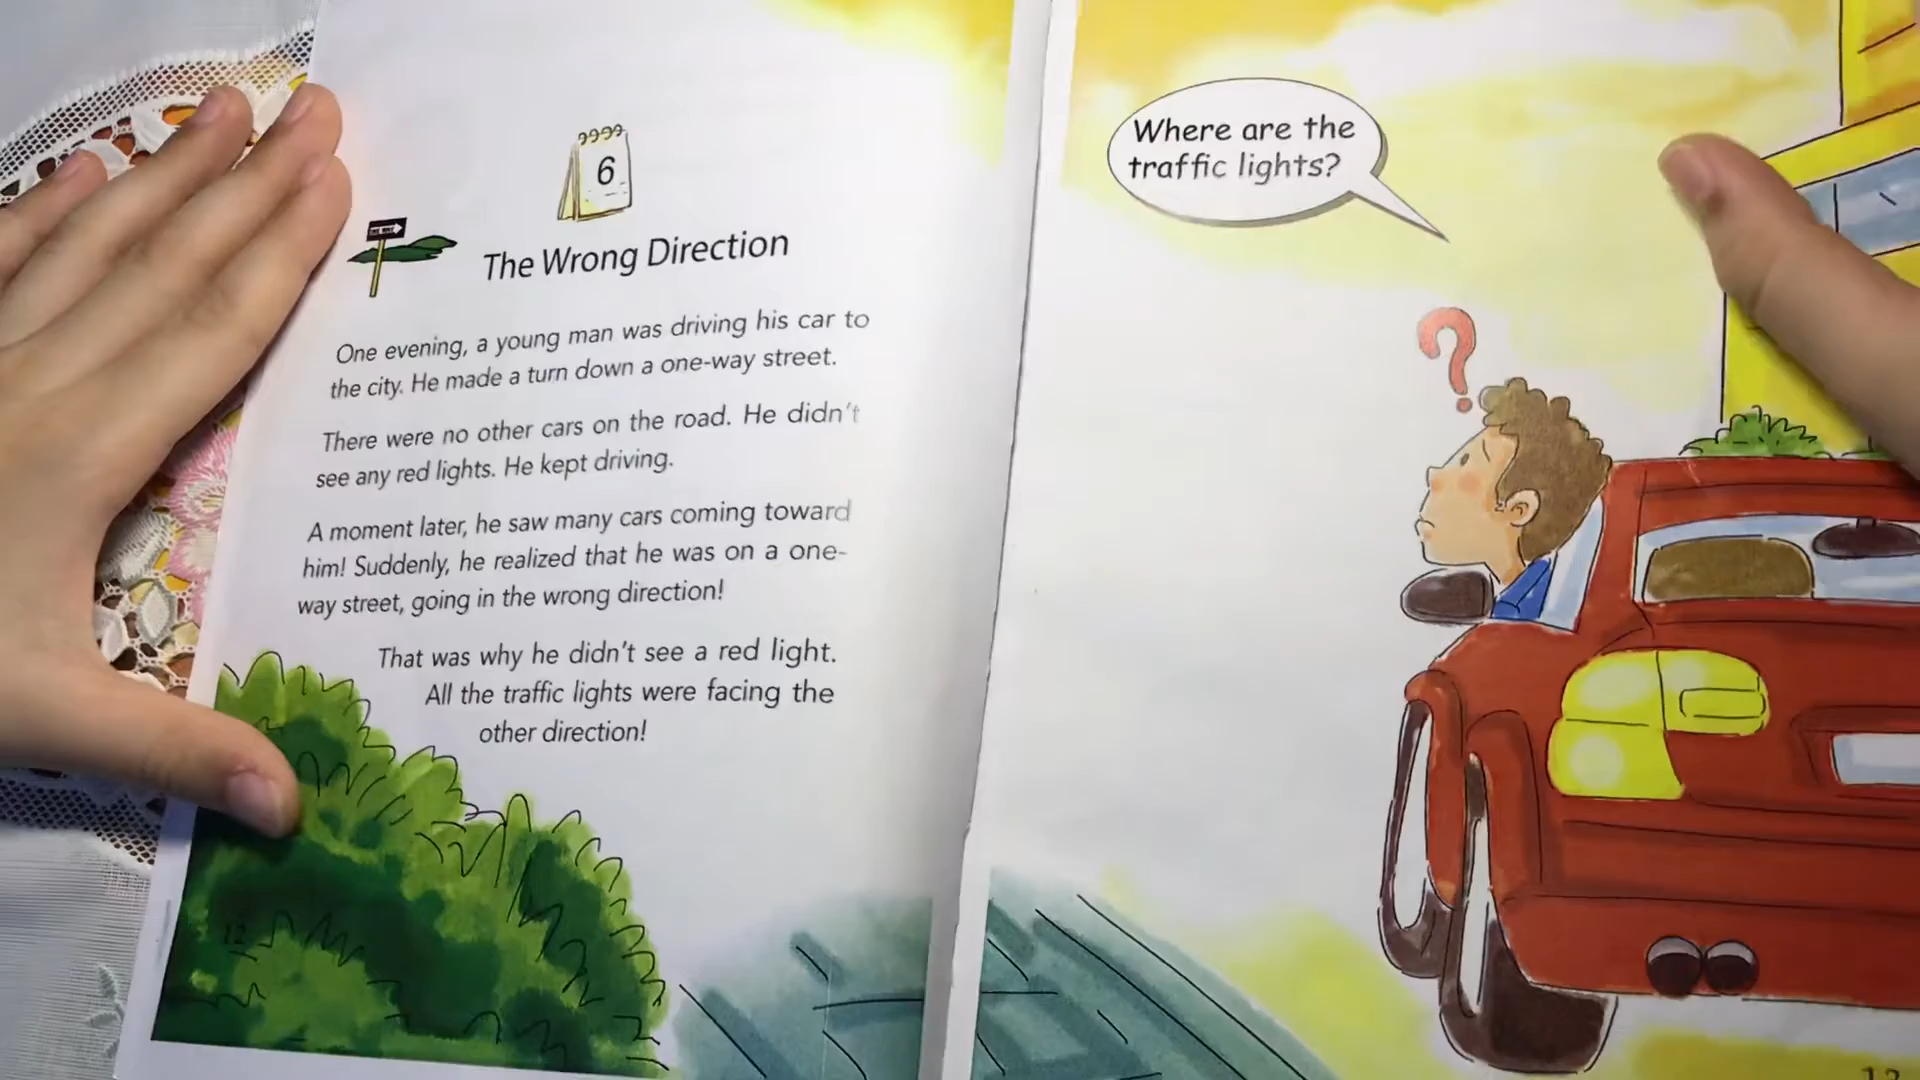 6
The Wrong Direction
One evening, a young man was driving his car to
the city. He made a turn down a one-way street.
There were no other cars on the road. He didn't
see any red lights. He kept driving.
A moment later, he saw many cars coming toward
him! Suddenly, he realized that he was on a one-
way street, going in the wrong direction!
That was why he didn't see a red light.
All the traffic lights were facing the
other direction!
12
Where are the
traffic lights?